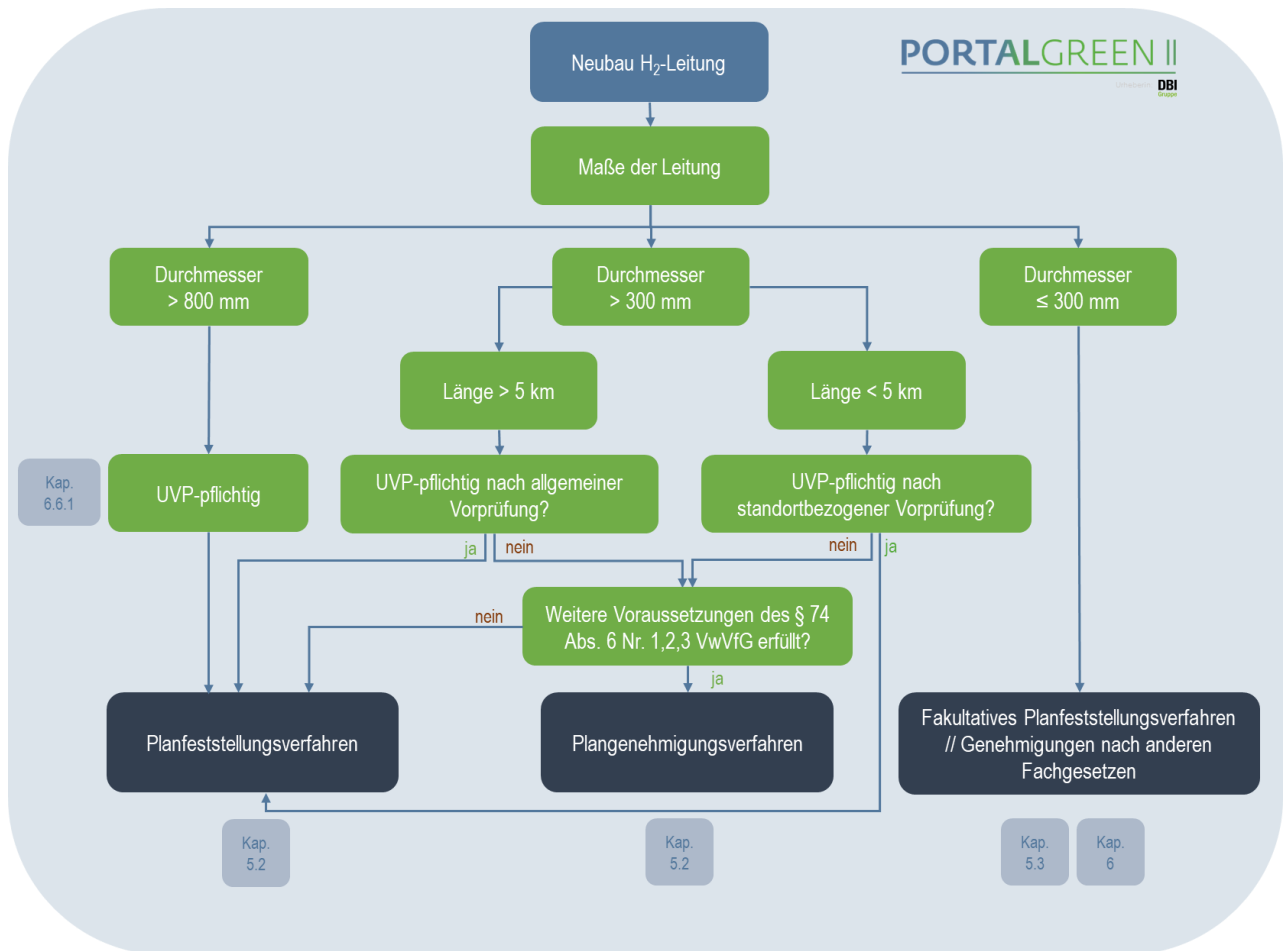 Neubau H₂-Leitung
PORTALGREEN II
DBI
Gruppe
Maße der Leitung
Durchmesser
> 800 mm
Durchmesser
> 300 mm
Durchmesser
≤ 300 mm
Länge > 5 km
Länge < 5 km
Kap.
6.6.1
UVP-pflichtig
UVP-pflichtig nach allgemeiner
Vorprüfung?
UVP-pflichtig nach
standortbezogener Vorprüfung?
ja
nein
nein
ja
nein
Weitere Voraussetzungen des § 74
Abs. 6 Nr. 1,2,3 VwVfG erfüllt?
ja
Planfeststellungsverfahren
Plangenehmigungsverfahren
Fakultatives Planfeststellungsverfahren
// Genehmigungen nach anderen
Fachgesetzen
Kap.
5.2
Kap.
5.2
Kap.
5.3
Kap.
6